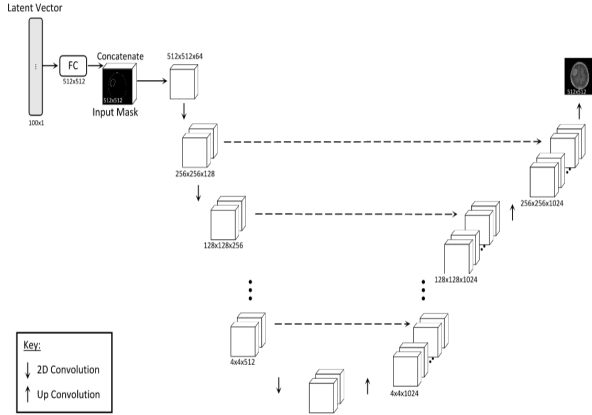 Latent Vector
1
100x1
FC
512x512
Concatenate
512x512
Input Mask
512x512x64
256x256x128
128x128x256
4x4x512
4x4x1024
128x128x1024
256x256x1024
512x512
Key:
2D Convolution
Up Convolution